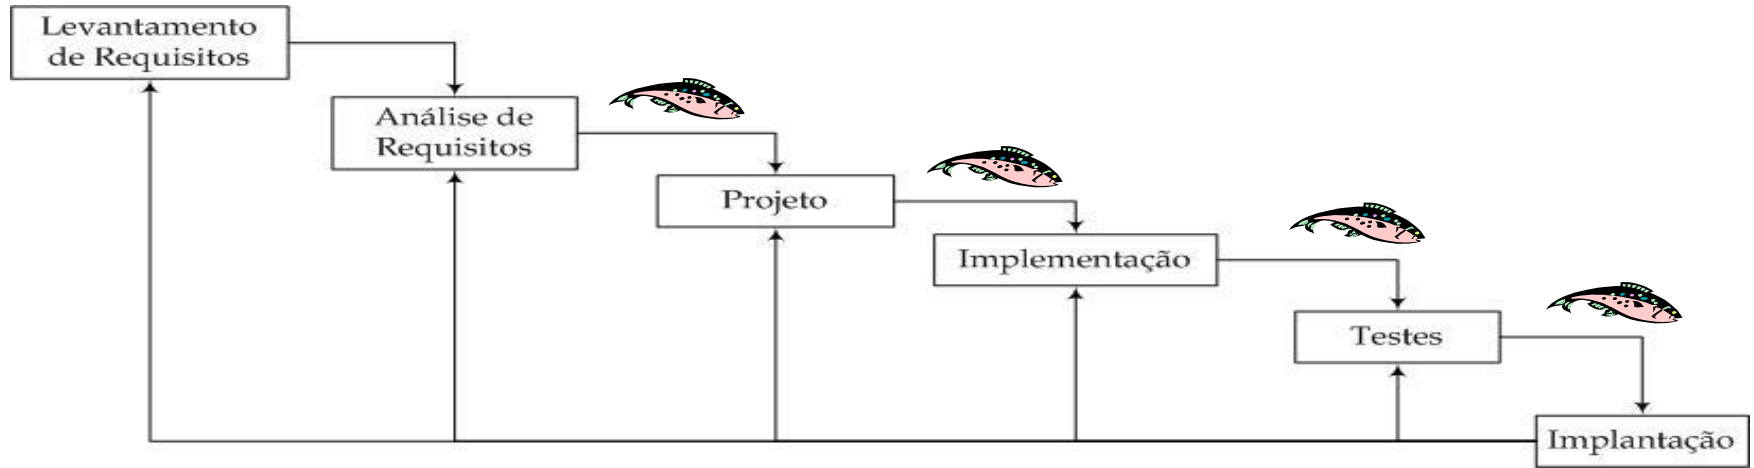 Levantamento
de Requisitos
Análise de
Requisitos
Projeto
Implementação
Testes
Implantação